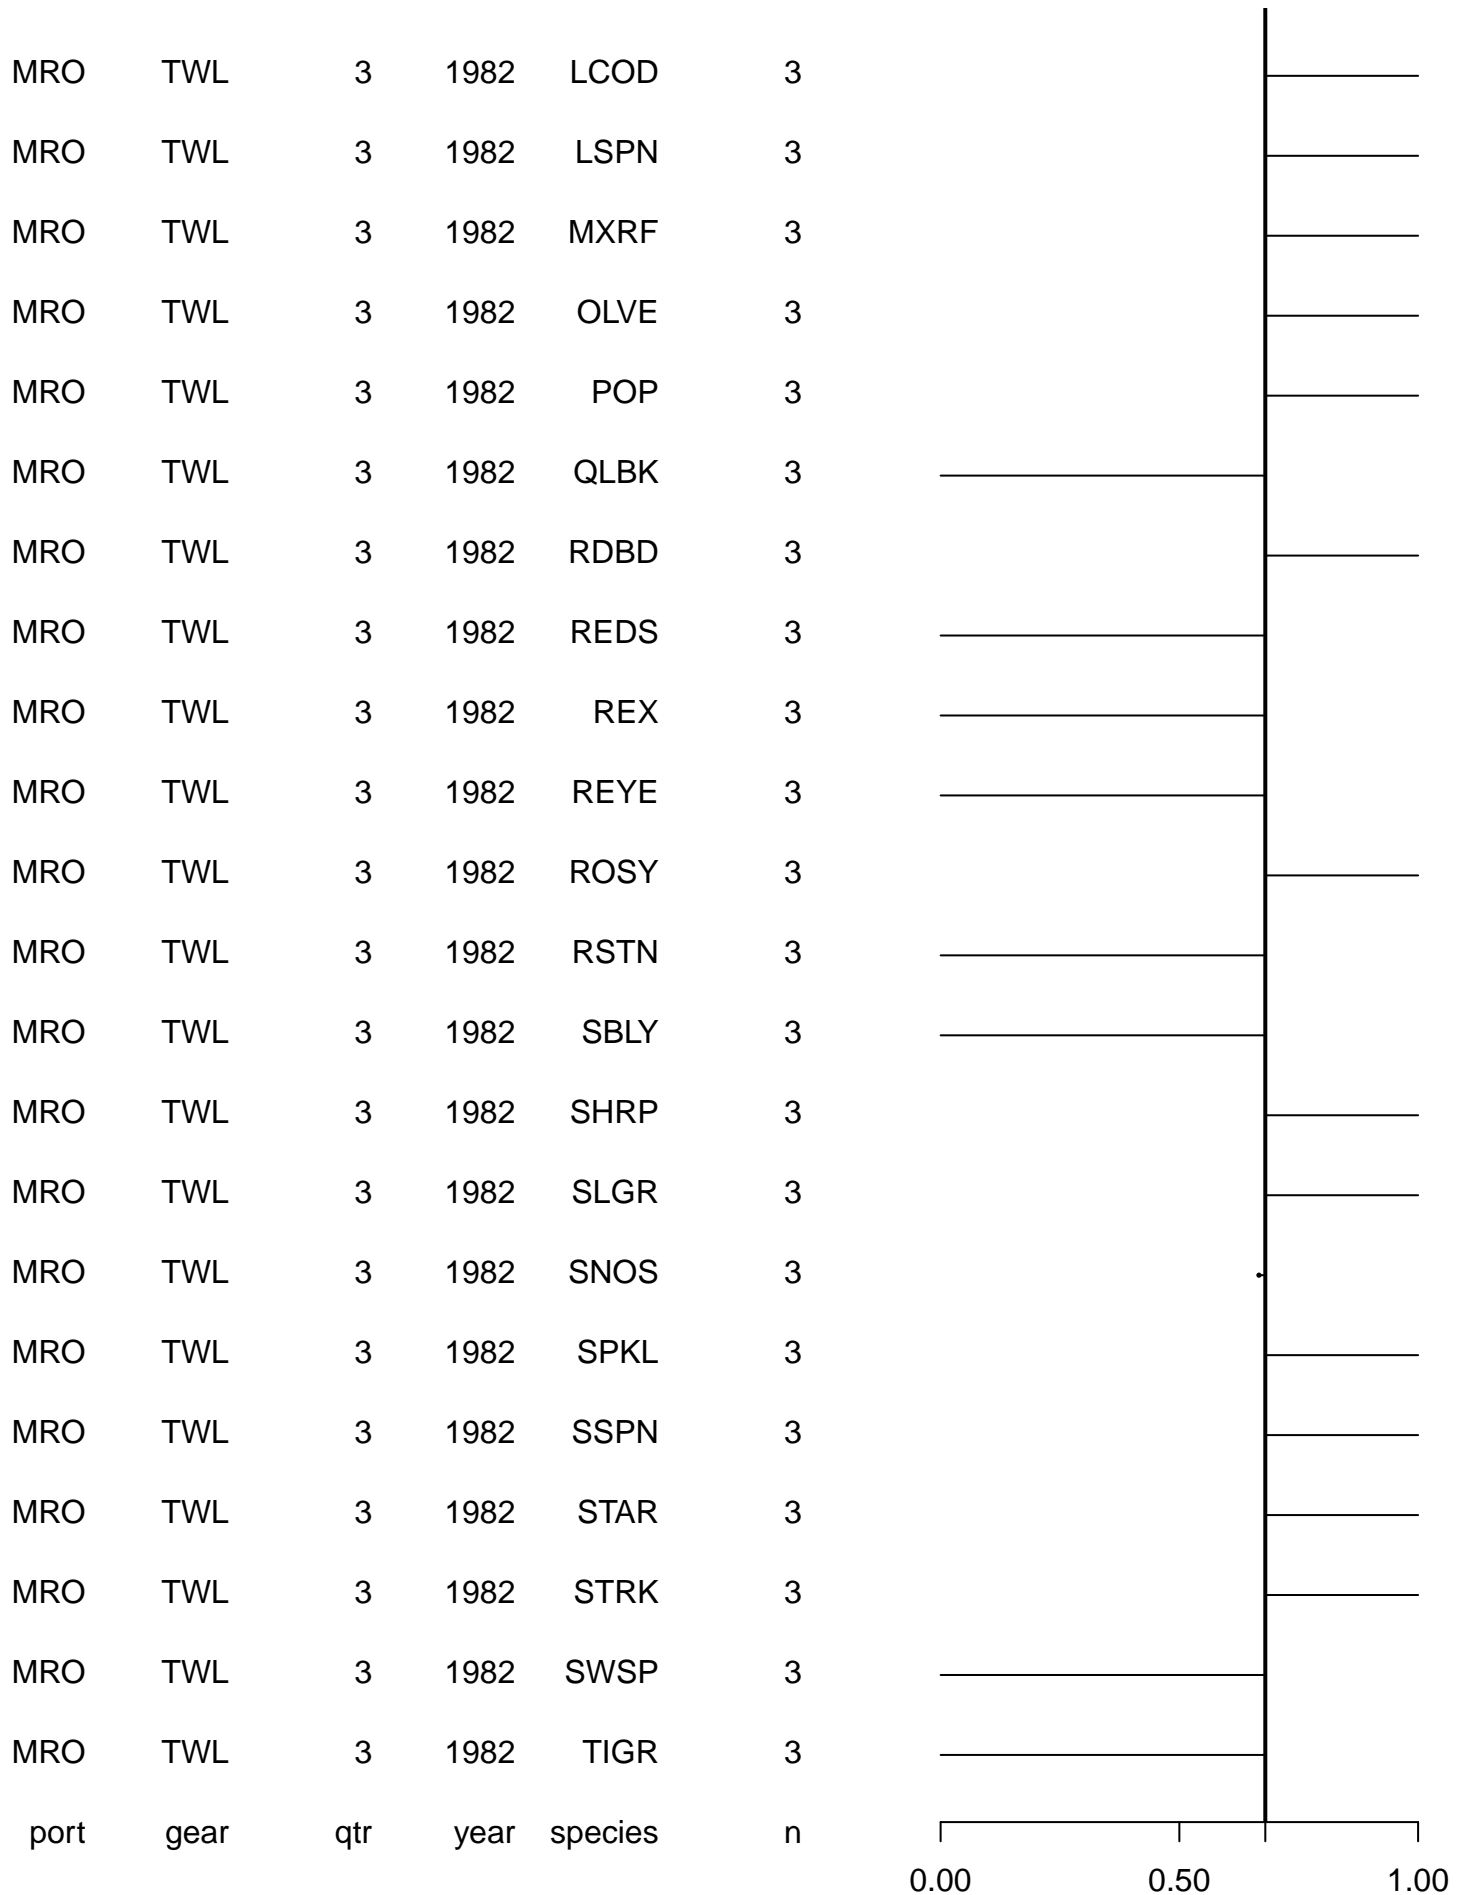 MRO TWL 3 1982 LCOD 3
MRO TWL 3 1982 LSPN 3
MRO TWL 3 1982 MXRF 3
MRO TWL 3 1982 OLVE 3
MRO TWL 3 1982 POP 3
MRO TWL 3 1982 QLBK 3
MRO TWL 3 1982 RDBD 3
MRO TWL 3 1982 REDS 3
MRO TWL 3 1982 REX 3
MRO TWL 3 1982 REYE 3
MRO TWL 3 1982 ROSY 3
MRO TWL 3 1982 RSTN 3
MRO TWL 3 1982 SBLY 3
MRO TWL 3 1982 SHRP 3
MRO TWL 3 1982 SLGR 3
MRO TWL 3 1982 SNOS 3
MRO TWL 3 1982 SPKL 3
MRO TWL 3 1982 SSPN 3
MRO TWL 3 1982 STAR 3
MRO TWL 3 1982 STRK 3
MRO TWL 3 1982 SWSP 3
MRO TWL 3 1982 TIGR 3
port gear qtr year species n
0.00 0.50 1.00